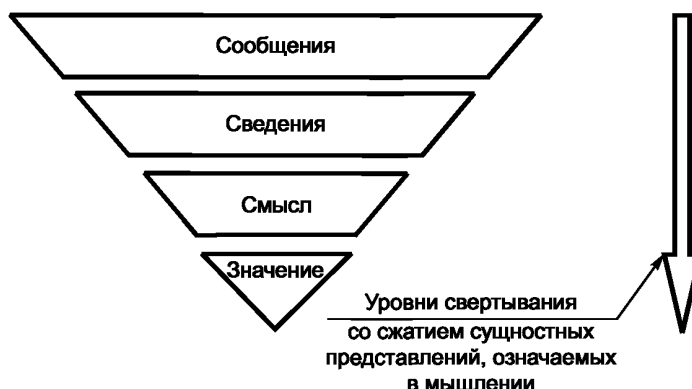 Сообщения
Сведения
Смысл
Значение
Уровни свертывания
со сжатием сущностных
представлений, означаемых
в мышлении